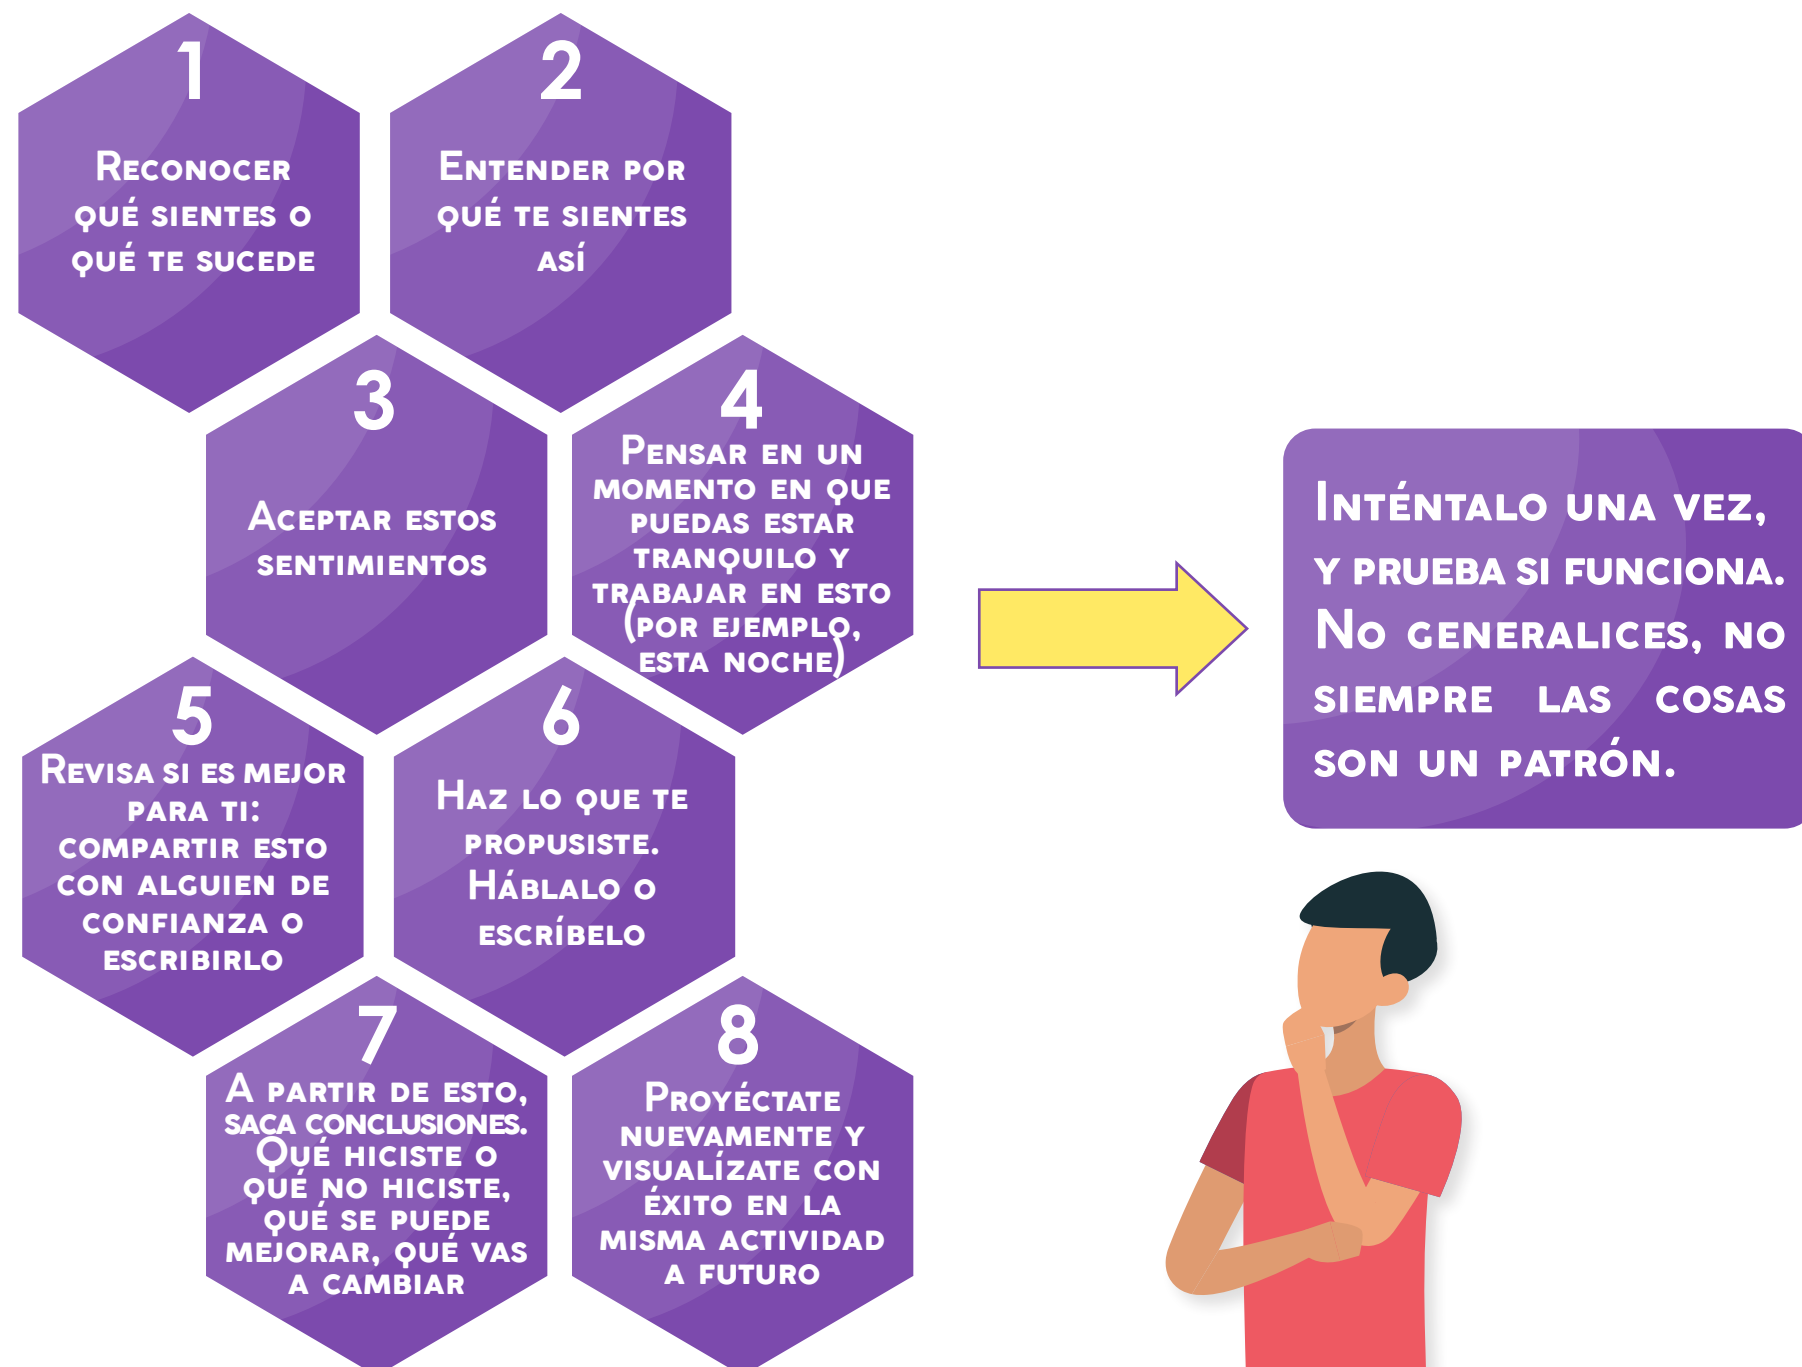 1
Reconocer
qué sientes o
qué te sucede
2
Entender por
qué te sientes
así
3
Aceptar estos
sentimientos
4
Pensar en un
momento en que
puedas estar
tranquilo y
trabajar en esto
(por ejemplo,
esta noche)
5
Revisa si es mejor
para ti:
compartir esto
con alguien de
confianza o
escribirlo
6
Haz lo que te
propusiste.
Háblalo o
escríbelo
7
A partir de esto,
saca conclusiones.
Qué hiciste o
qué no hiciste,
qué se puede
mejorar, qué vas
a cambiar
8
Proyéctate
nuevamente y
visualízate con
éxito en la
misma actividad
a futuro
Inténtalo una vez,
y prueba si funciona.
No generalices, no
siempre las cosas
son un patrón.